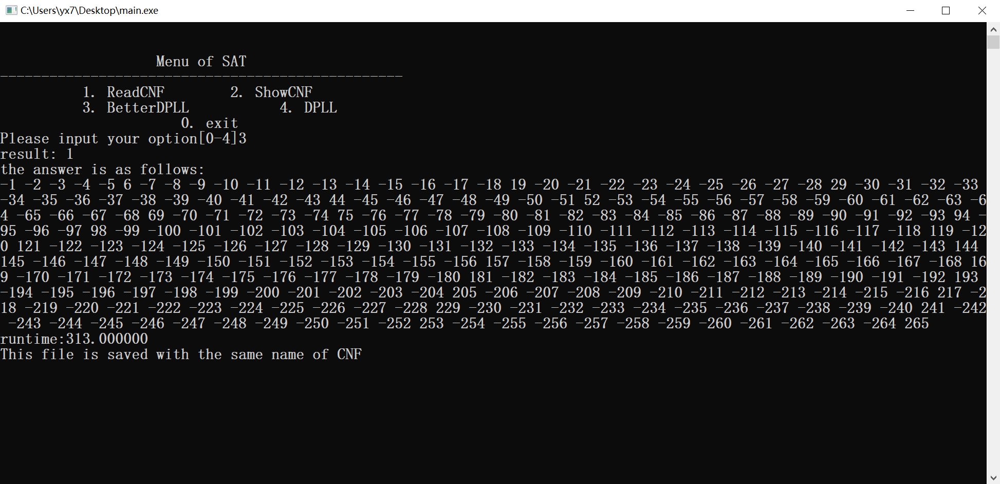 C:\Users\yx7\Desktop\main.exe
Menu of SAT
-------------------------------------------------
1. ReadCNF 2. ShowCNF
3. BetterDPLL 4. DPLL
0. exit
Please input your option[0-4]3
result: 1
the answer is as follows:
-1 -2 -3 -4 -5 6 -7 -8 -9 -10 -11 -12 -13 -14 -15 -16 -17 -18 19 -20 -21 -22 -23 -24 -25 -26 -27 -28 29 -30 -31 -32 -33
-34 -35 -36 -37 -38 -39 -40 -41 -42 -43 44 -45 -46 -47 -48 -49 -50 -51 52 -53 -54 -55 -56 -57 -58 -59 -60 -61 -62 -63 -6
4 -65 -66 -67 -68 69 -70 -71 -72 -73 -74 75 -76 -77 -78 -79 -80 -81 -82 -83 -84 -85 -86 -87 -88 -89 -90 -91 -92 -93 94 -
95 -96 -97 98 -99 -100 -101 -102 -103 -104 -105 -106 -107 -108 -109 -110 -111 -112 -113 -114 -115 -116 -117 -118 119 -12
0 121 -122 -123 -124 -125 -126 -127 -128 -129 -130 -131 -132 -133 -134 -135 -136 -137 -138 -139 -140 -141 -142 -143 144
145 -146 -147 -148 -149 -150 -151 -152 -153 -154 -155 -156 157 -158 -159 -160 -161 -162 -163 -164 -165 -166 -167 -168 16
9 -170 -171 -172 -173 -174 -175 -176 -177 -178 -179 -180 181 -182 -183 -184 -185 -186 -187 -188 -189 -190 -191 -192 193
-194 -195 -196 -197 -198 -199 -200 -201 -202 -203 -204 205 -206 -207 -208 -209 -210 -211 -212 -213 -214 -215 -216 217 -2
18 -219 -220 -221 -222 -223 -224 -225 -226 -227 -228 229 -230 -231 -232 -233 -234 -235 -236 -237 -238 -239 -240 241 -242
-243 -244 -245 -246 -247 -248 -249 -250 -251 -252 253 -254 -255 -256 -257 -258 -259 -260 -261 -262 -263 -264 265
runtime:313.000000
This file is saved with the same name of CNF